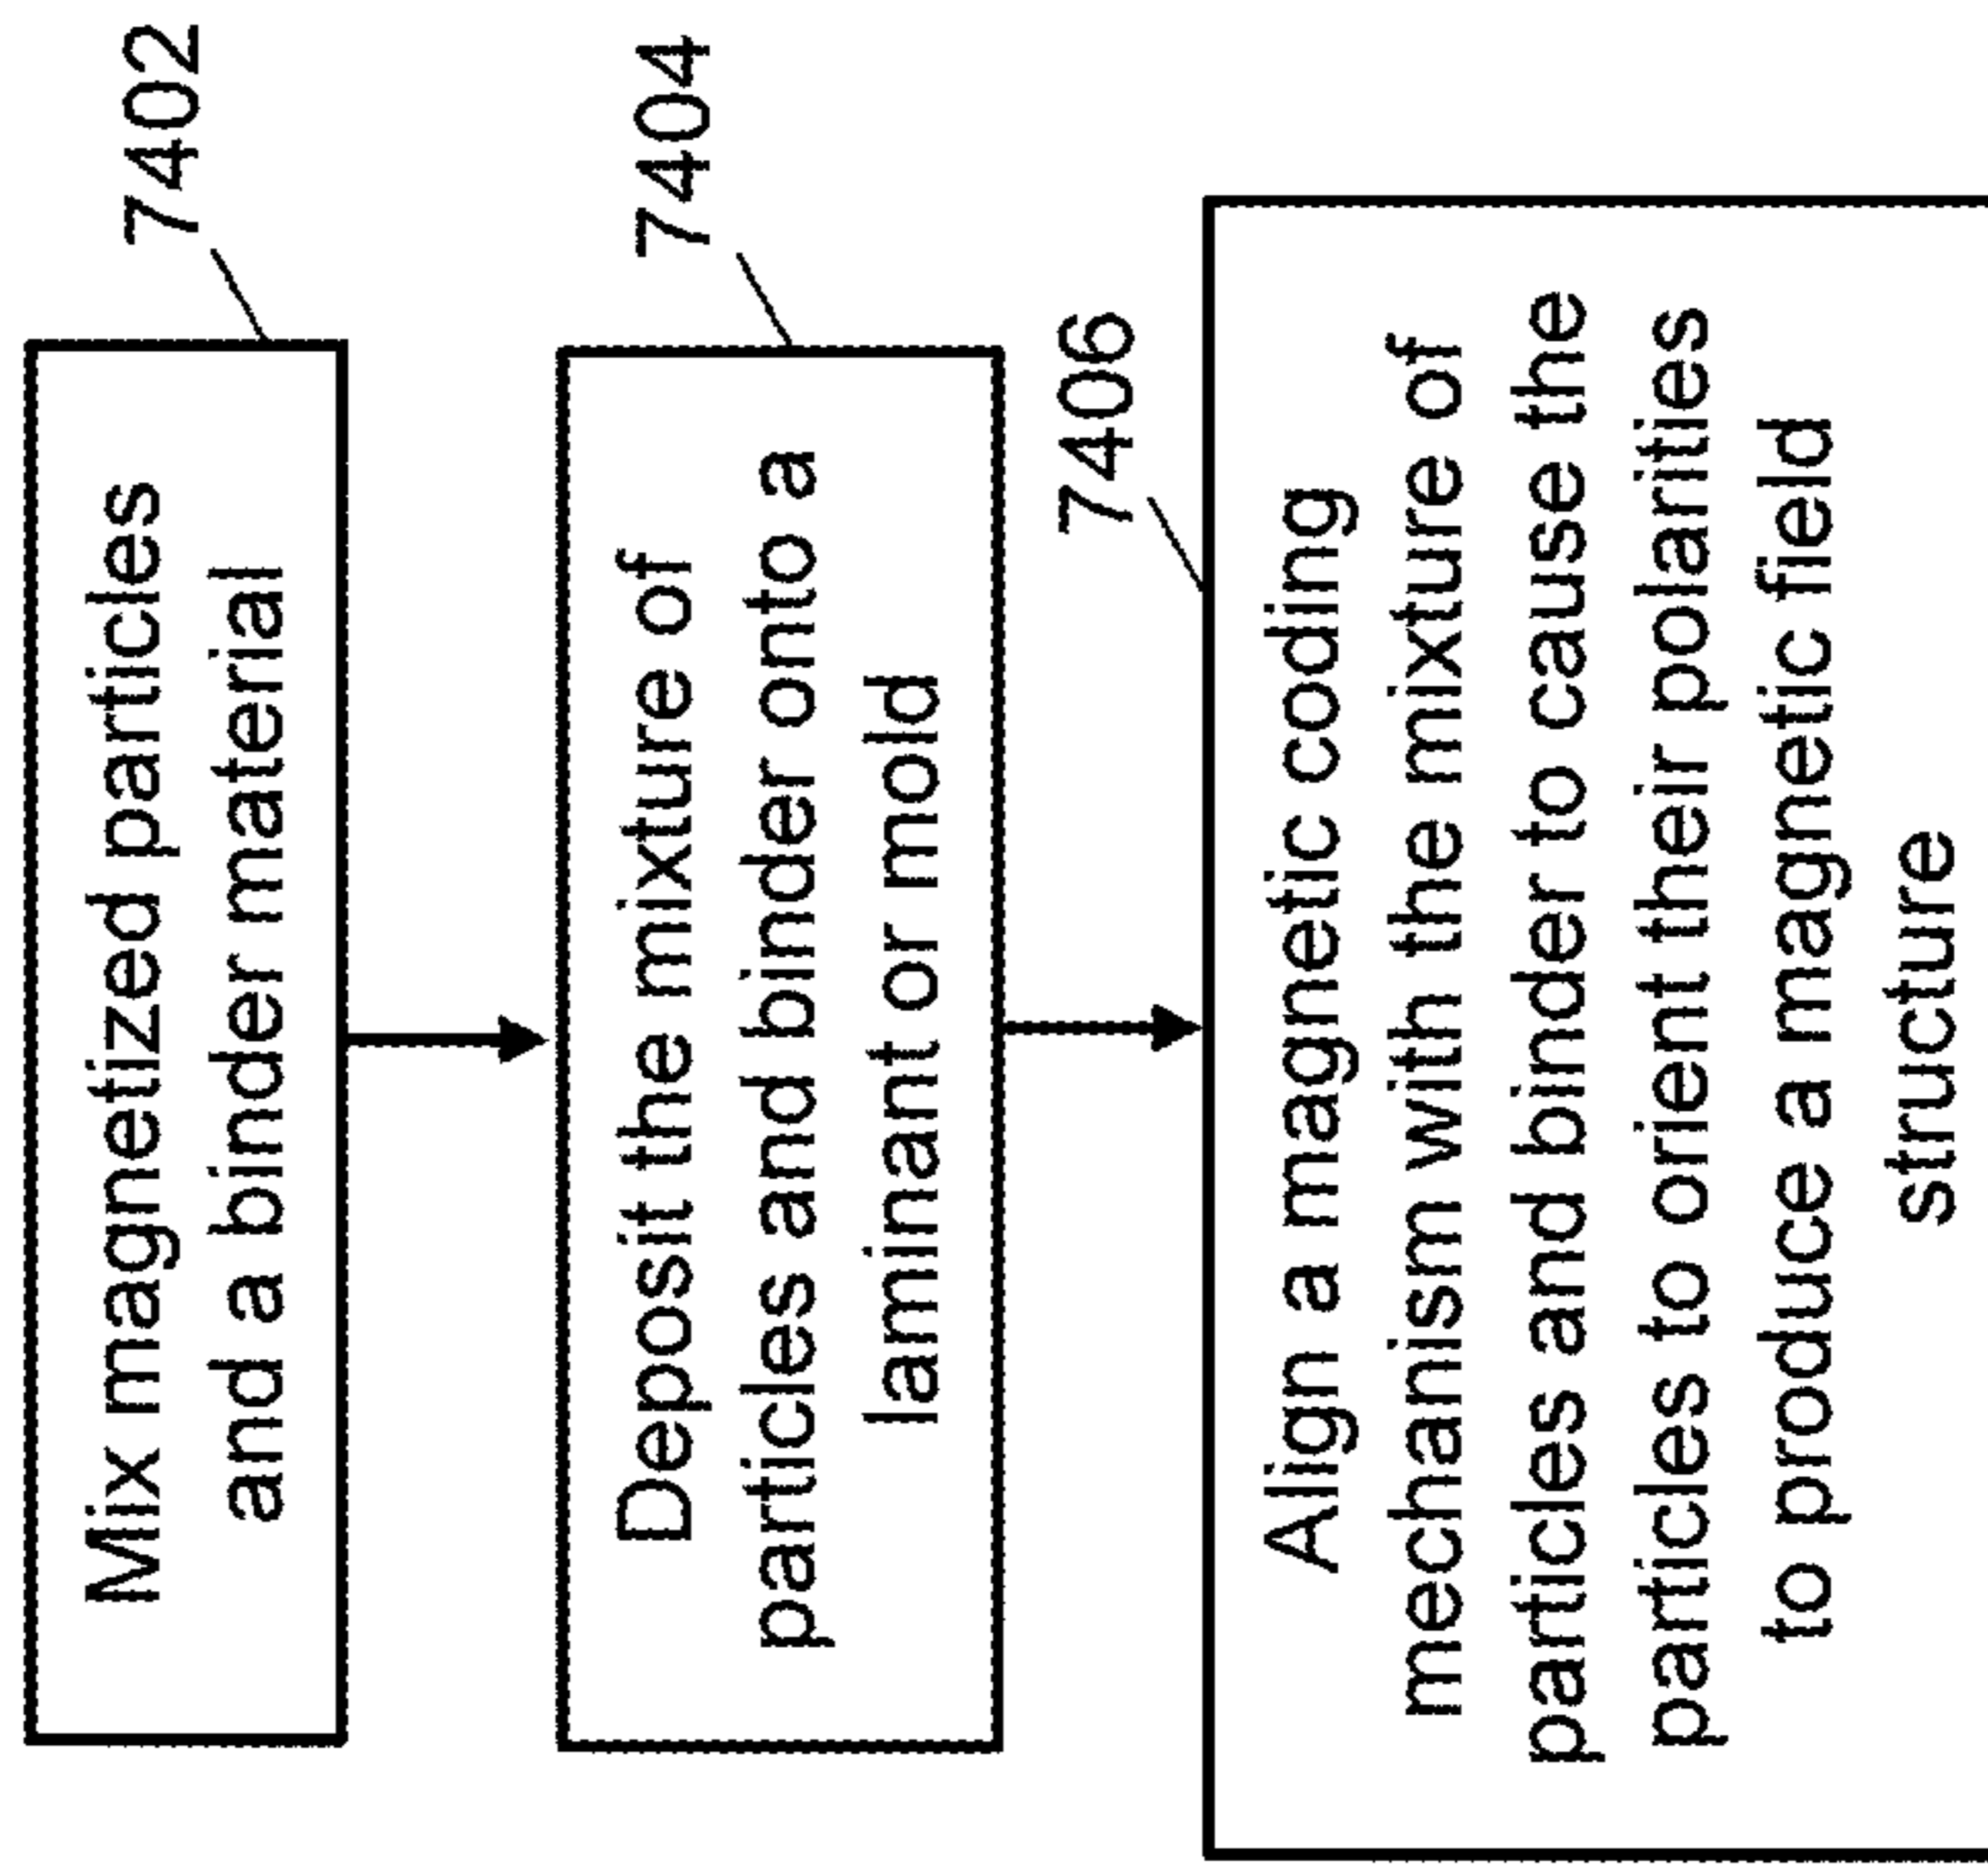 7402
Mix magnetized particles
and a binder material
7404
Deposit the mixture of
particles and binder onto a
laminant or mold
7406
Align a magnetic coding
mechanism with the mixture of
particles and binder to cause the
particles to orient their polarities
to produce a magnetic field
structure